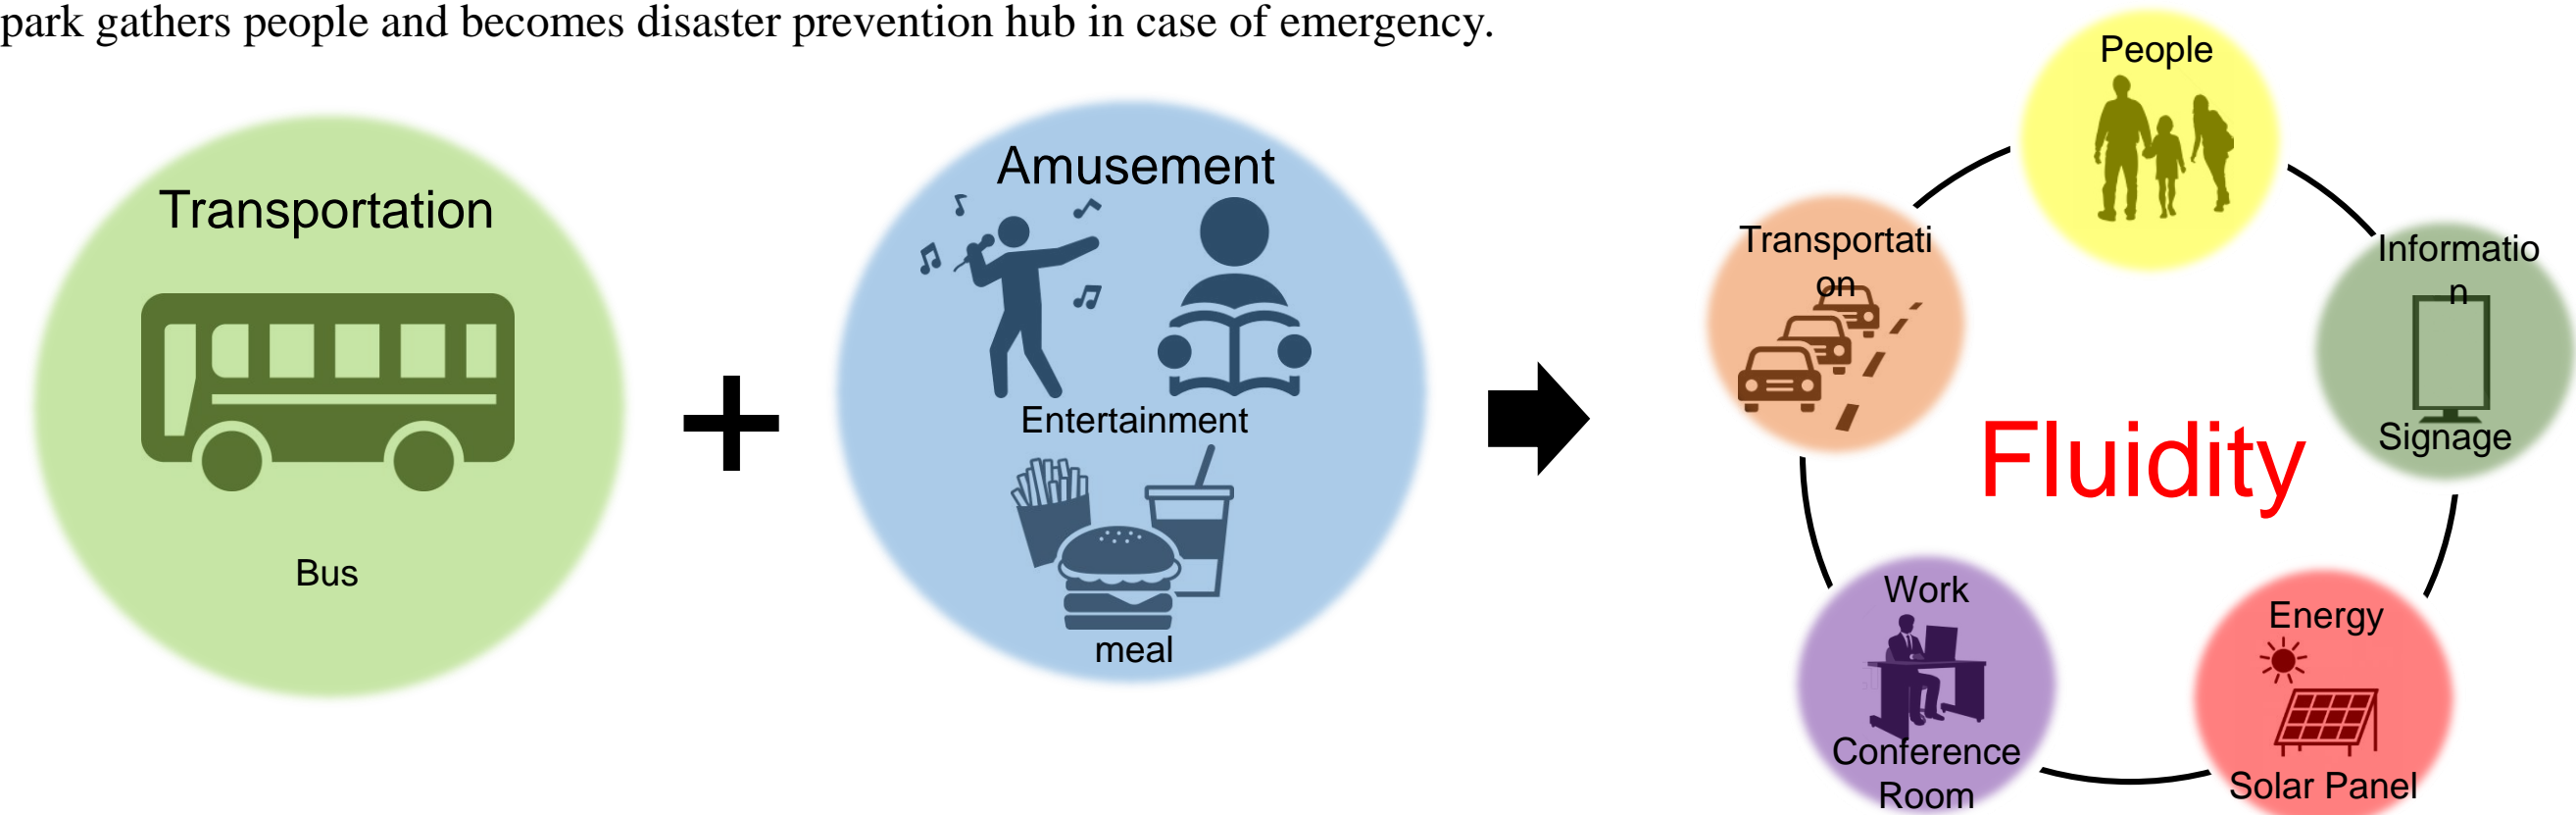 park gathers people and becomes disaster prevention hub in case of emergency.
Transportation
Bus
Amusement
Entertainment
meal
People
Transportati
on
Informatio
n
Signage
Fluidity
Work
Conference
Room
Energy
Solar Panel